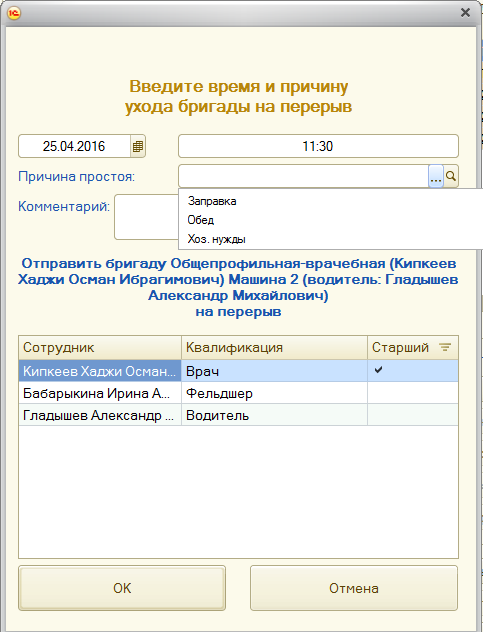 Введите время и причину
ухода бригады на перерыв
25.04.2016 11:30
Причина простоя: ...
Комментарий:
Заправка
Обед
Хоз. нужды
Отправить бригаду Общепрофильная-врачебная (Кипкеев
Хаджи Осман Ибрагимович) Машина 2 (водитель: Гладышев
Александр Михайлович)
на перерыв
Сотрудник Квалификация Старший
Кипкеев Хаджи Осман... Врач
Бабарыкина Ирина А... Фельдшер
Гладышев Александр ... Водитель
OK Отмена